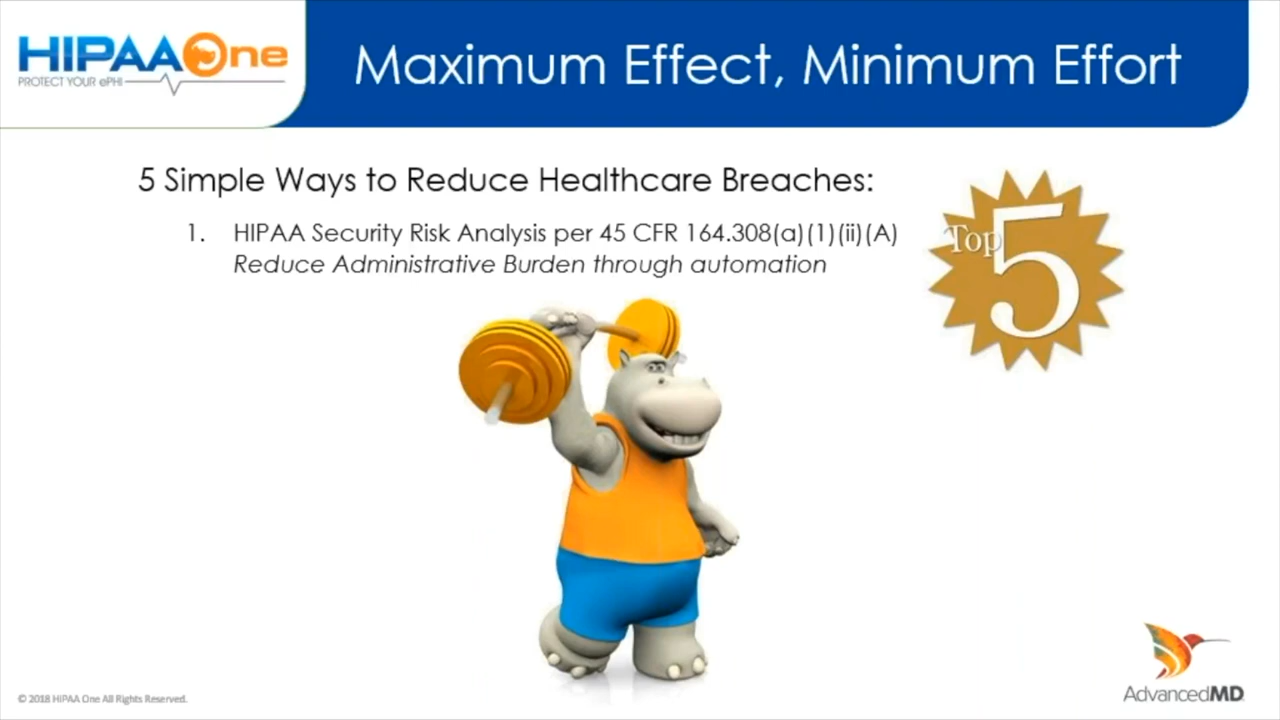 HIPAA One
PROTECT YOUR ePHI
Maximum Effect, Minimum Effort
5 Simple Ways to Reduce Healthcare Breaches:
1. HIPAA Security Risk Analysis per 45 CFR 164.308(a)(1)(ii)(A)
Reduce Administrative Burden through automation
Top 5
© 2018 HIPAA One All Rights Reserved.
AdvancedMD